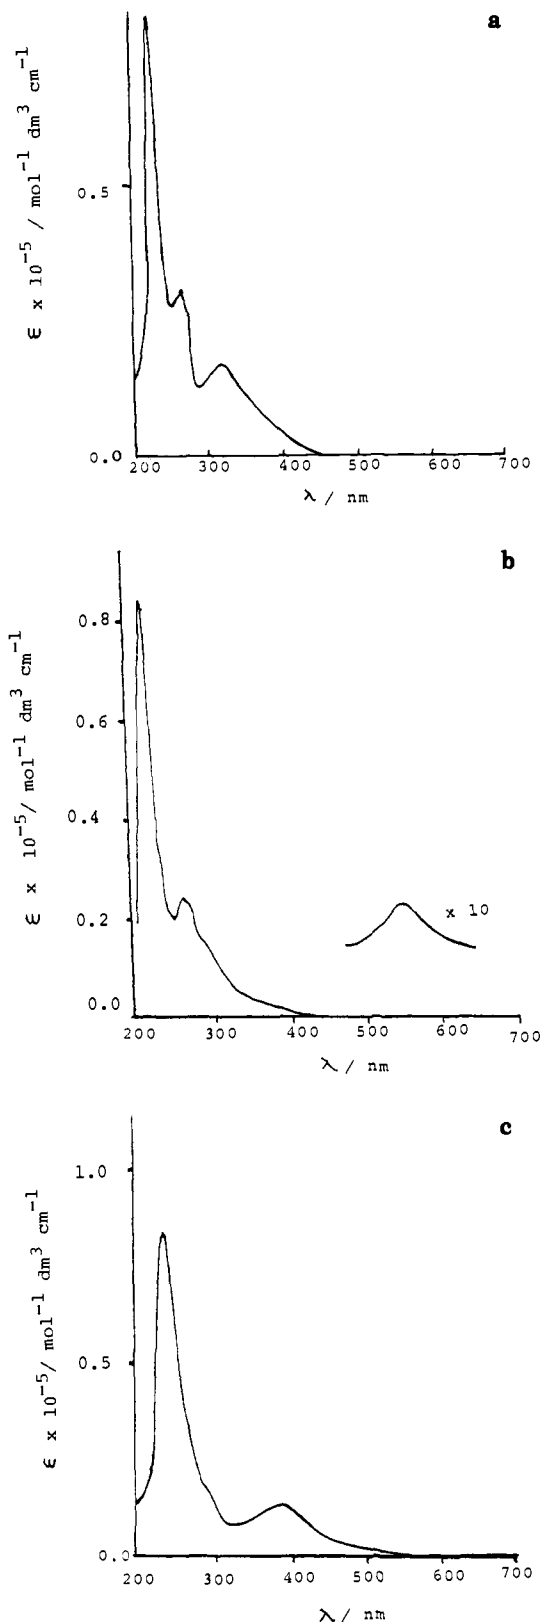 a
ε x 10⁻⁵ / mol⁻¹ dm³ cm⁻¹
0.5
0.0
200 300 400 500 600 700
λ / nm
b
ε x 10⁻⁵/ mol⁻¹ dm³ cm⁻¹
0.8
0.6
0.4
0.2
x 10
0.0
200 300 400 500 600 700
λ / nm
c
ε x 10⁻⁵/ mol⁻¹ dm³ cm⁻¹
1.0
0.5
0.0
200 300 400 500 600 700
λ / nm